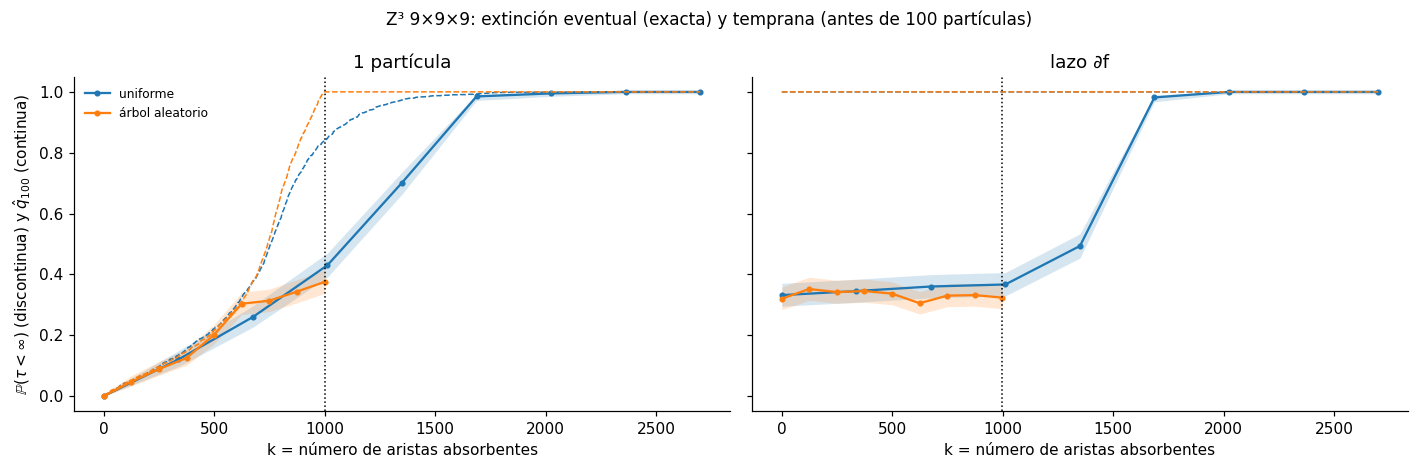 Z³ 9×9×9: extinción eventual (exacta) y temprana (antes de 100 partículas)
1 partícula
lazo ∂f
ℙ(τ < ∞) (discontinua) y q̂₁₀₀ (continua)
1.0
0.8
0.6
0.4
0.2
0.0
uniforme
árbol aleatorio
0 500 1000 1500 2000 2500
0 500 1000 1500 2000 2500
k = número de aristas absorbentes
k = número de aristas absorbentes